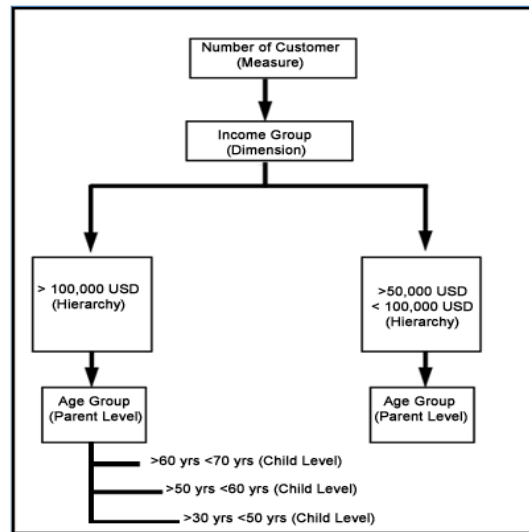 Number of Customer
(Measure)
Income Group
(Dimension)
> 100,000 USD
(Hierarchy)
>50,000 USD
< 100,000 USD
(Hierarchy)
Age Group
(Parent Level)
Age Group
(Parent Level)
>60 yrs <70 yrs (Child Level)
>50 yrs <60 yrs (Child Level)
>30 yrs <50 yrs (Child Level)